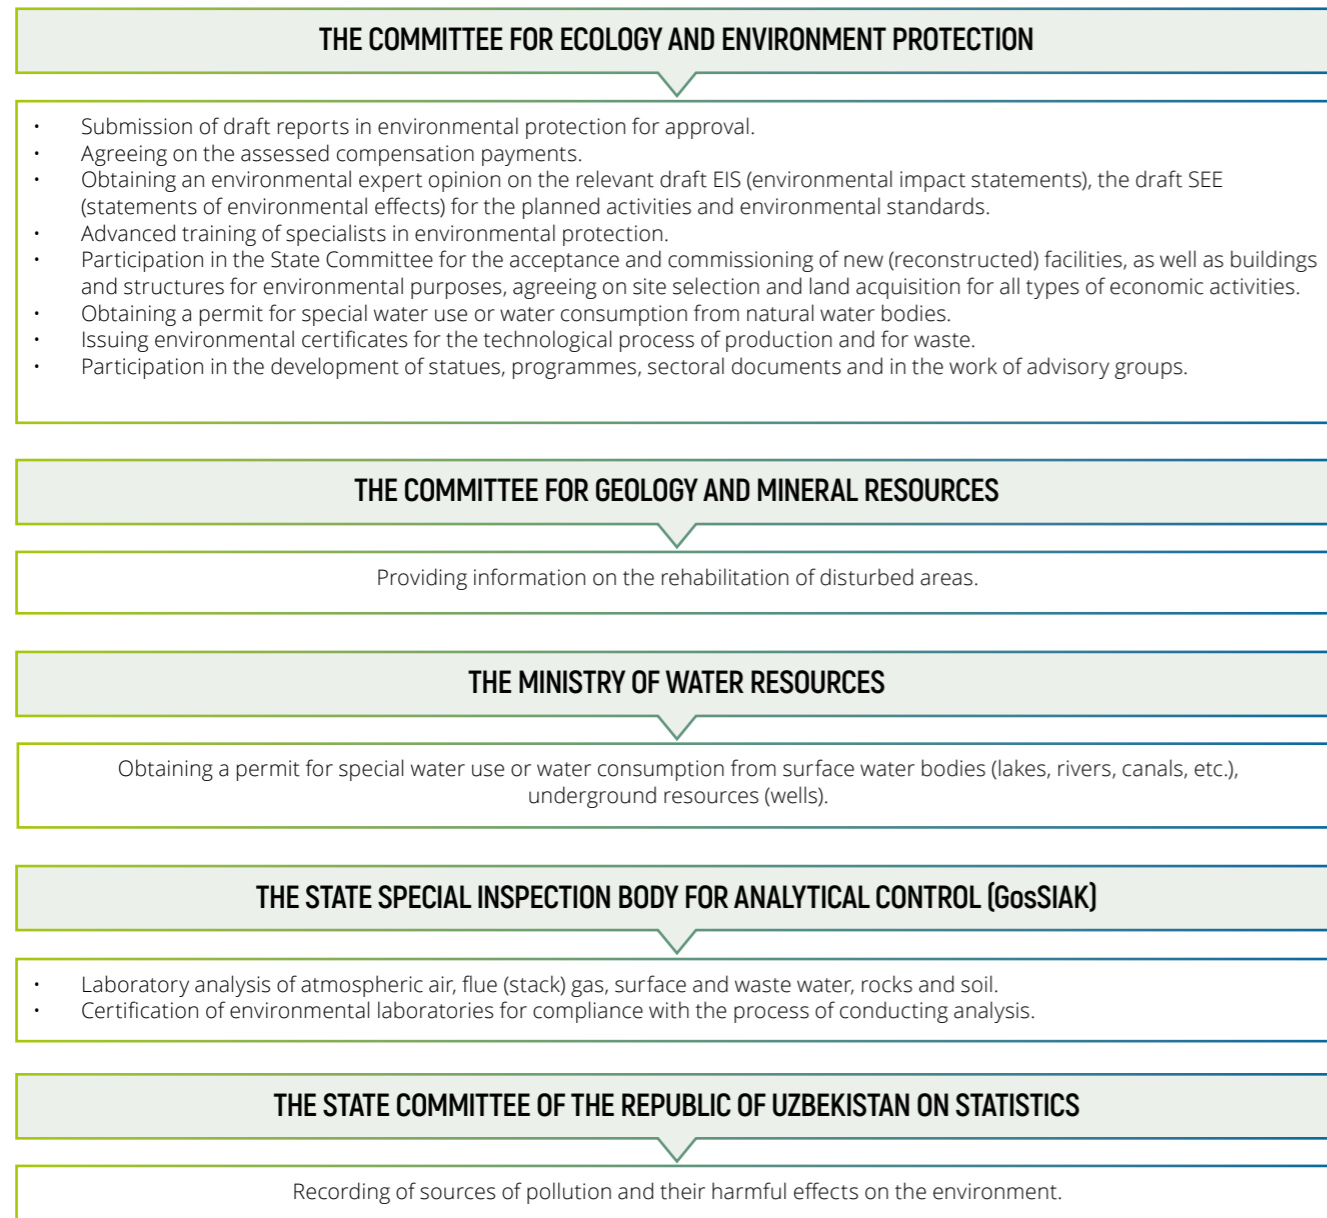 THE COMMITTEE FOR ECOLOGY AND ENVIRONMENT PROTECTION
• Submission of draft reports in environmental protection for approval.
• Agreeing on the assessed compensation payments.
• Obtaining an environmental expert opinion on the relevant draft EIS (environmental impact statements), the draft SEE
(statements of environmental effects) for the planned activities and environmental standards.
• Advanced training of specialists in environmental protection.
• Participation in the State Committee for the acceptance and commissioning of new (reconstructed) facilities, as well as buildings
and structures for environmental purposes, agreeing on site selection and land acquisition for all types of economic activities.
• Obtaining a permit for special water use or water consumption from natural water bodies.
• Issuing environmental certificates for the technological process of production and for waste.
• Participation in the development of statues, programmes, sectoral documents and in the work of advisory groups.
THE COMMITTEE FOR GEOLOGY AND MINERAL RESOURCES
Providing information on the rehabilitation of disturbed areas.
THE MINISTRY OF WATER RESOURCES
Obtaining a permit for special water use or water consumption from surface water bodies (lakes, rivers, canals, etc.),
underground resources (wells).
THE STATE SPECIAL INSPECTION BODY FOR ANALYTICAL CONTROL (GosSIAK)
• Laboratory analysis of atmospheric air, flue (stack) gas, surface and waste water, rocks and soil.
• Certification of environmental laboratories for compliance with the process of conducting analysis.
THE STATE COMMITTEE OF THE REPUBLIC OF UZBEKISTAN ON STATISTICS
Recording of sources of pollution and their harmful effects on the environment.